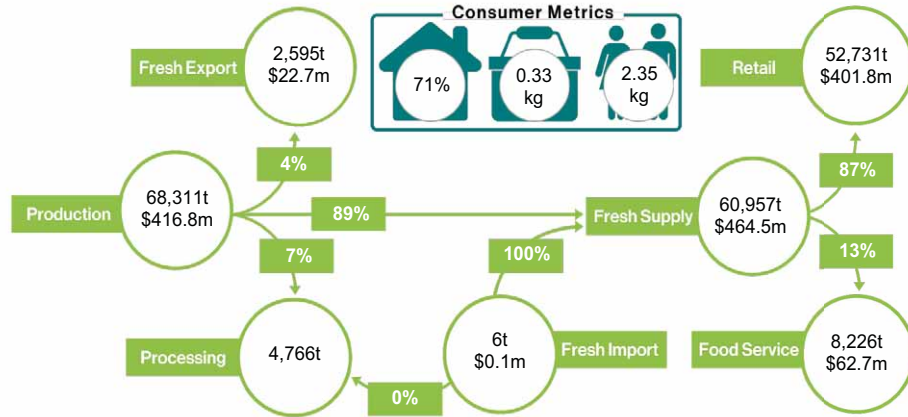 Consumer Metrics
71%
0.33
kg
2.35
kg
Fresh Export
2,595t
$22.7m
Retail
52,731t
$401.8m
4%
87%
Production
68,311t
$416.8m
89%
Fresh Supply
60,957t
$464.5m
7%
100%
13%
Processing
4,766t
6t
$0.1m
Fresh Import
Food Service
8,226t
$62.7m
0%